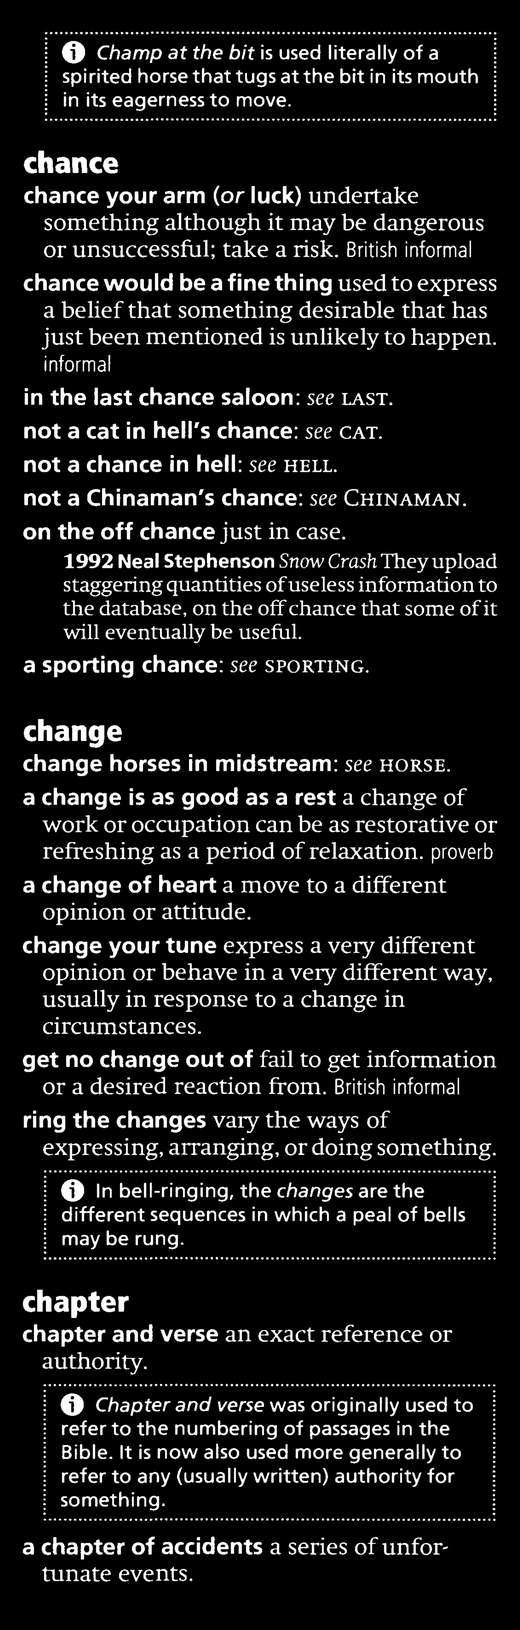 ⓘ Champ at the bit is used literally of a
spirited horse that tugs at the bit in its mouth
in its eagerness to move.
chance
chance your arm (or luck) undertake
something although it may be dangerous
or unsuccessful; take a risk. British informal
chance would be a fine thing used to express
a belief that something desirable that has
just been mentioned is unlikely to happen.
informal
in the last chance saloon: see LAST.
not a cat in hell's chance: see CAT.
not a chance in hell: see HELL.
not a Chinaman's chance: see CHINAMAN.
on the off chance just in case.
1992 Neal Stephenson Snow Crash They upload
staggering quantities of useless information to
the database, on the off chance that some of it
will eventually be useful.
a sporting chance: see SPORTING.
change
change horses in midstream: see HORSE.
a change is as good as a rest a change of
work or occupation can be as restorative or
refreshing as a period of relaxation. proverb
a change of heart a move to a different
opinion or attitude.
change your tune express a very different
opinion or behave in a very different way,
usually in response to a change in
circumstances.
get no change out of fail to get information
or a desired reaction from. British informal
ring the changes vary the ways of
expressing, arranging, or doing something.
ⓘ In bell-ringing, the changes are the
different sequences in which a peal of bells
may be rung.
chapter
chapter and verse an exact reference or
authority.
ⓘ Chapter and verse was originally used to
refer to the numbering of passages in the
Bible. It is now also used more generally to
refer to any (usually written) authority for
something.
a chapter of accidents a series of unfor-
tunate events.